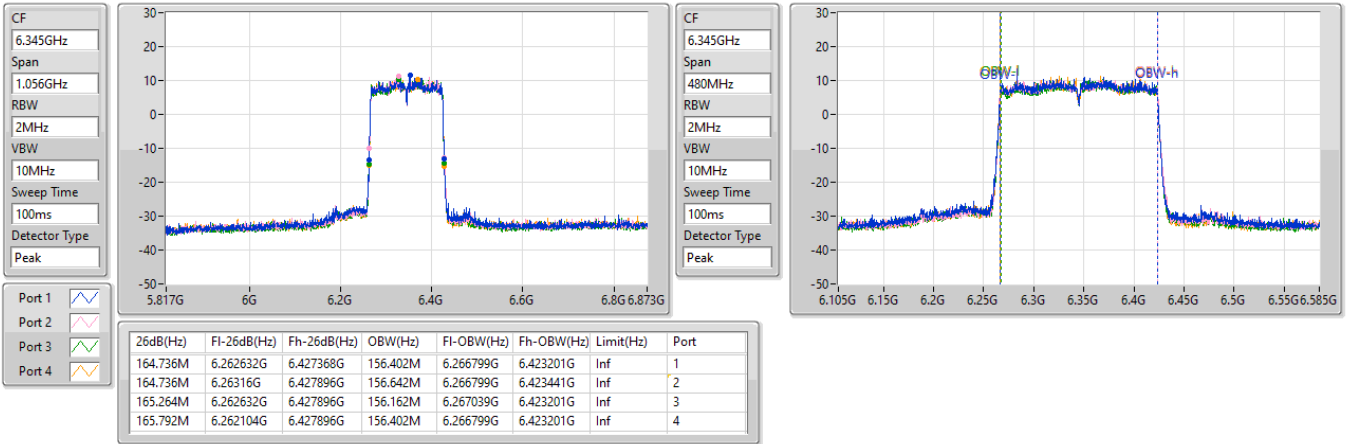 CF
6.345GHz
Span
1.056GHz
RBW
2MHz
VBW
10MHz
Sweep Time
100ms
Detector Type
Peak
30
20
10
0
-10
-20
-30
-40
-50
5.817G 6G 6.2G 6.4G 6.6G 6.8G 6.873G
CF
6.345GHz
Span
480MHz
RBW
2MHz
VBW
10MHz
Sweep Time
100ms
Detector Type
Peak
30
20
10
0
-10
-20
-30
-40
-50
OBW-l OBW-h
6.105G 6.15G 6.2G 6.25G 6.3G 6.35G 6.4G 6.45G 6.5G 6.55G 6.585G
Port 1
Port 2
Port 3
Port 4
26dB(Hz) Fl-26dB(Hz) Fh-26dB(Hz) OBW(Hz) Fl-OBW(Hz) Fh-OBW(Hz) Limit(Hz) Port
164.736M 6.262632G 6.427368G 156.402M 6.266799G 6.423201G Inf 1
164.736M 6.26316G 6.427896G 156.642M 6.266799G 6.423441G Inf 2
165.264M 6.262632G 6.427896G 156.162M 6.267039G 6.423201G Inf 3
165.792M 6.262104G 6.427896G 156.402M 6.266799G 6.423201G Inf 4